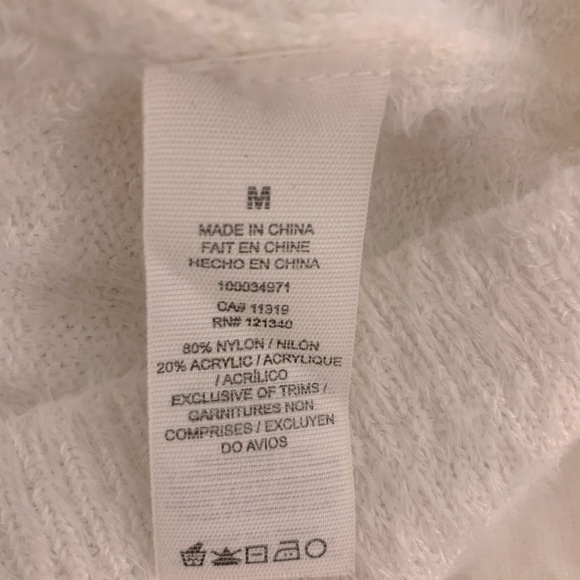 M
MADE IN CHINA
FAIT EN CHINE
HECHO EN CHINA
100034971
CA# 11319
RN# 121340
80% NYLON / NILON
20% ACRYLIC / ACRYLIQUE
/ ACRÍLICO
EXCLUSIVE OF TRIMS /
GARNITURES NON
COMPRISES / EXCLUYEN
DO AVIOS